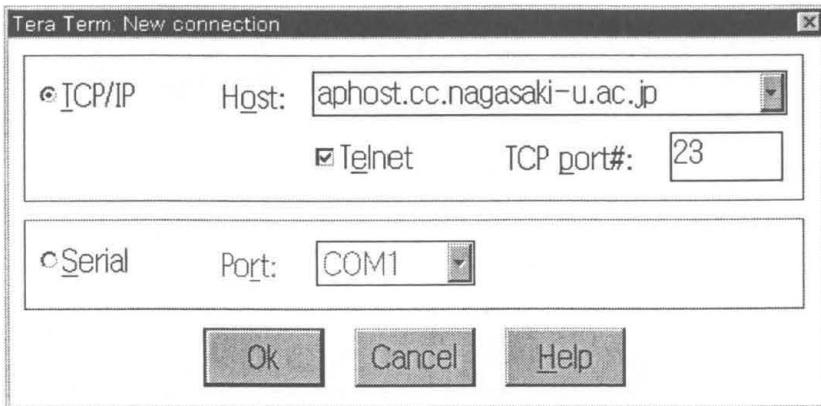 Tera Term: New connection
TCP/IP Host: aphost.cc.nagasaki-u.ac.jp
Telnet TCP port#: 23
Serial Port: COM1
Ok Cancel Help